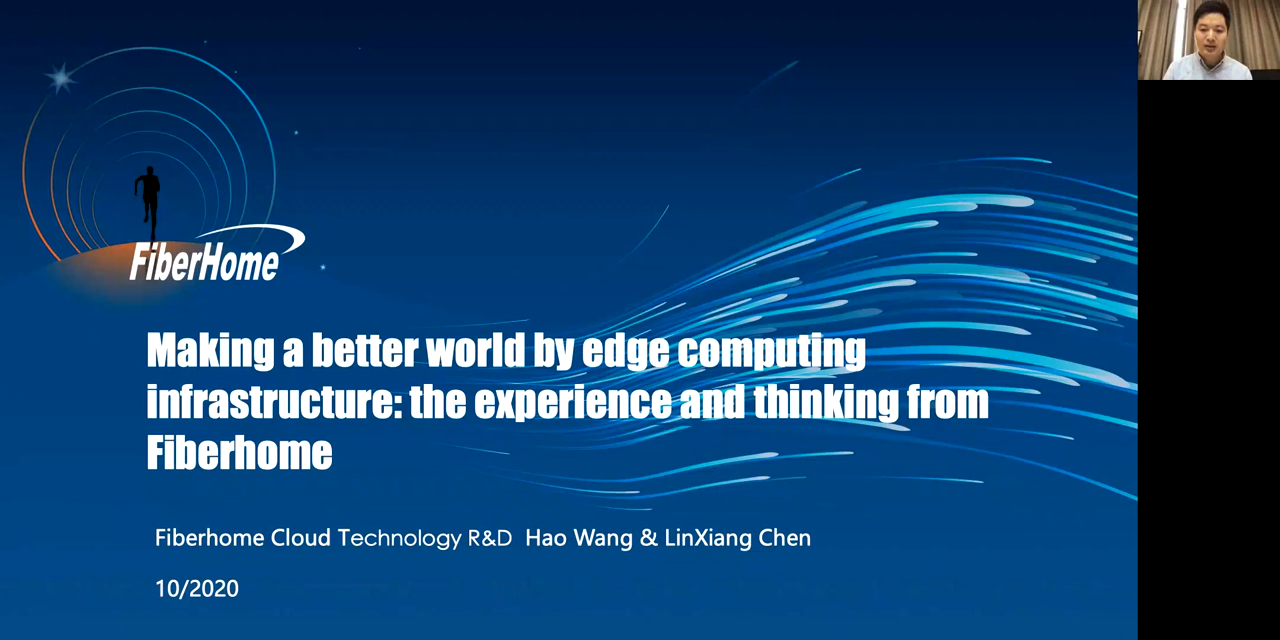 FiberHome
Making a better world by edge computing
infrastructure: the experience and thinking from
Fiberhome
Fiberhome Cloud Technology R&D Hao Wang & LinXiang Chen
10/2020